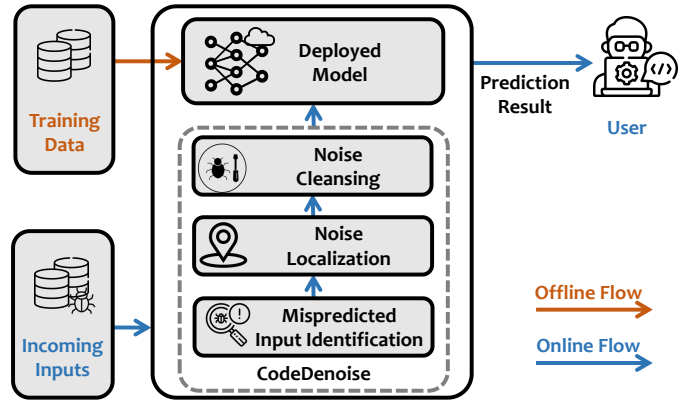 Training
Data
Deployed
Model
Prediction
Result
User
Noise
Cleansing
Noise
Localization
Mispredicted
Input Identification
CodeDenoise
Incoming
Inputs
Offline Flow
Online Flow